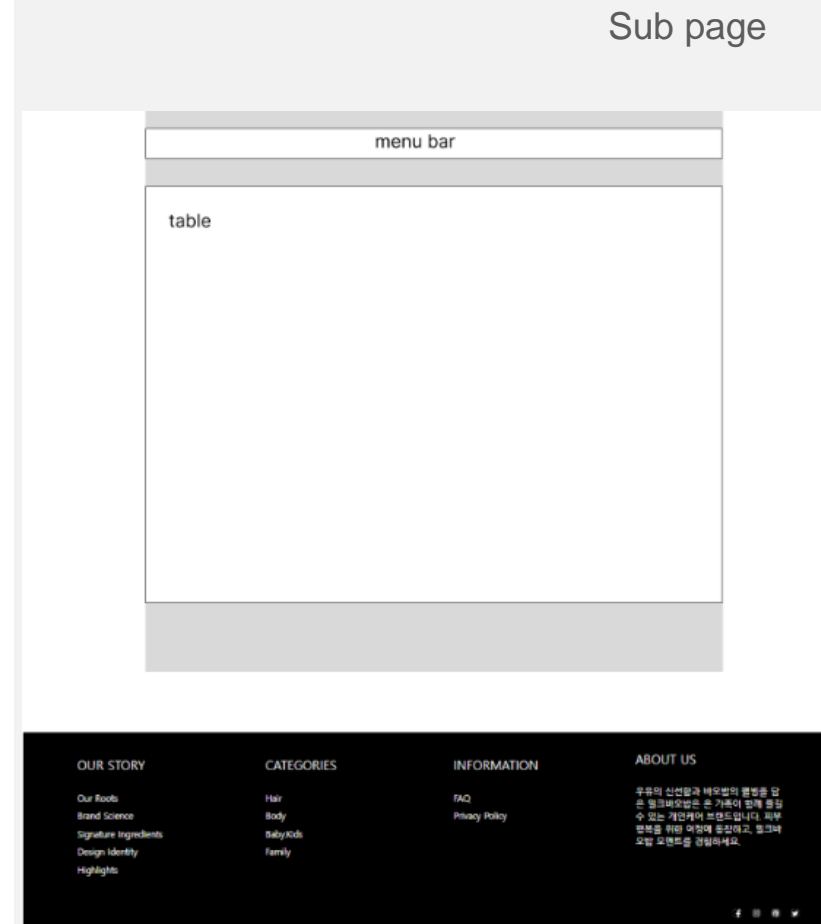 Sub page
menu bar
table
OUR STORY
Our Roots
Brand Science
Signature Ingredients
Design Identity
Highlights
CATEGORIES
Hair
Body
Baby.Kids
Family
INFORMATION
FAQ
Privacy Policy
ABOUT US
우유의 신선함과 바오밥의 영양을 담
은 밀크바오밥은 온 가족이 함께 즐길
수 있는 개인케어 브랜드입니다. 피부
행복을 위한 여정에 동참하고, 밀크바
오밥 모멘트를 경험하세요.